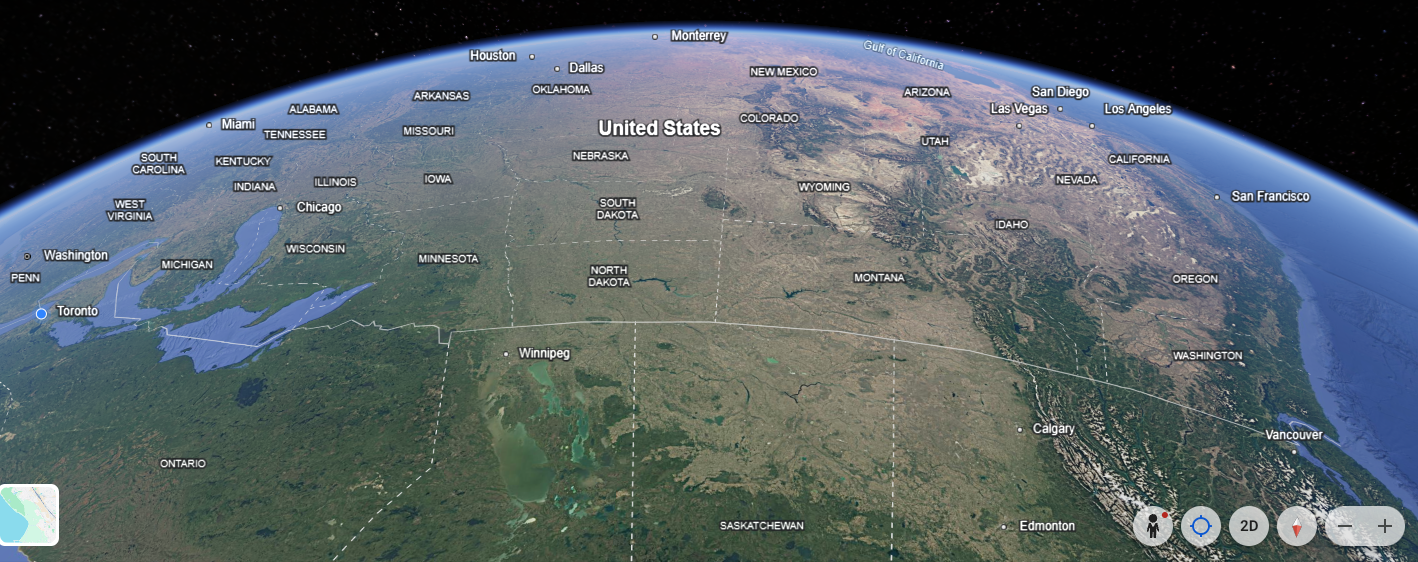 Monterrey
Houston
Gulf of California
Dallas
NEW MEXICO
OKLAHOMA
ARIZONA
San Diego
ARKANSAS
Las Vegas
Los Angeles
ALABAMA
COLORADO
Miami
United States
TENNESSEE
MISSOURI
UTAH
SOUTH
CAROLINA
KENTUCKY
NEBRASKA
CALIFORNIA
INDIANA
ILLINOIS
IOWA
WYOMING
NEVADA
San Francisco
WEST
VIRGINIA
Chicago
SOUTH
DAKOTA
IDAHO
Washington
WISCONSIN
MICHIGAN
MINNESOTA
PENN
NORTH
DAKOTA
MONTANA
OREGON
Toronto
Winnipeg
WASHINGTON
Calgary
Vancouver
ONTARIO
SASKATCHEWAN
Edmonton
2D